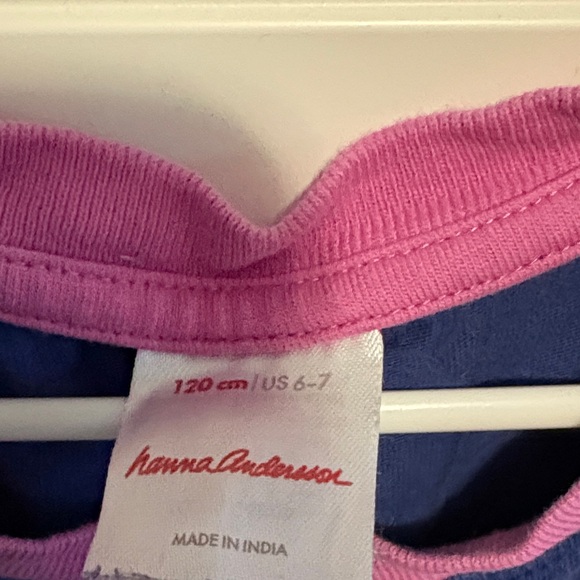 120 cm | US 6-7
hanna Andersson
MADE IN INDIA